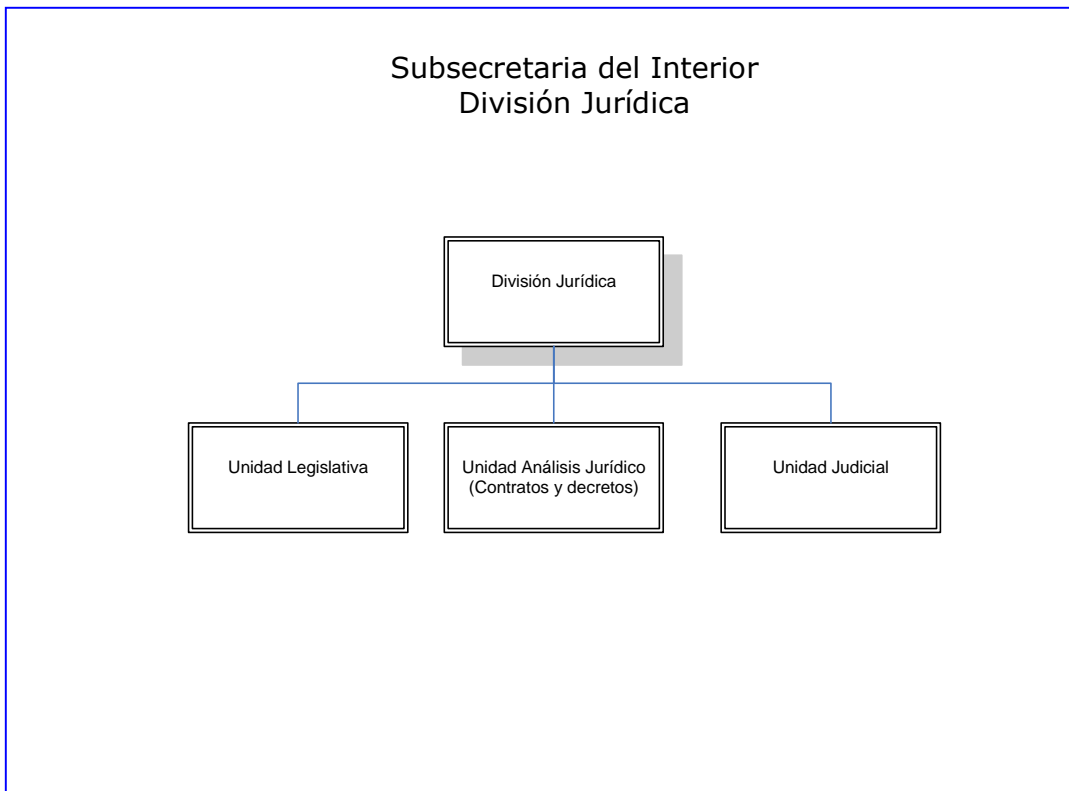 Subsecretaria del Interior
División Jurídica
División Jurídica
Unidad Legislativa
Unidad Análisis Jurídico
(Contratos y decretos)
Unidad Judicial